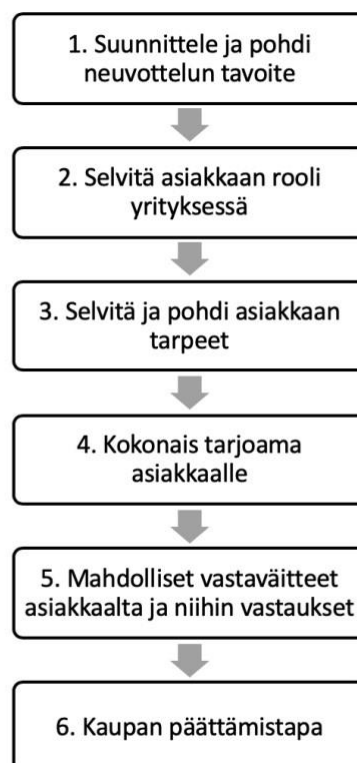 1. Suunnittele ja pohdi
neuvottelun tavoite
2. Selvitä asiakkaan rooli
yrityksessä
3. Selvitä ja pohdi asiakkaan
tarpeet
4. Kokonais tarjoama
asiakkaalle
5. Mahdolliset vastaväitteet
asiakkaalta ja niihin vastaukset
6. Kaupan päättämistapa